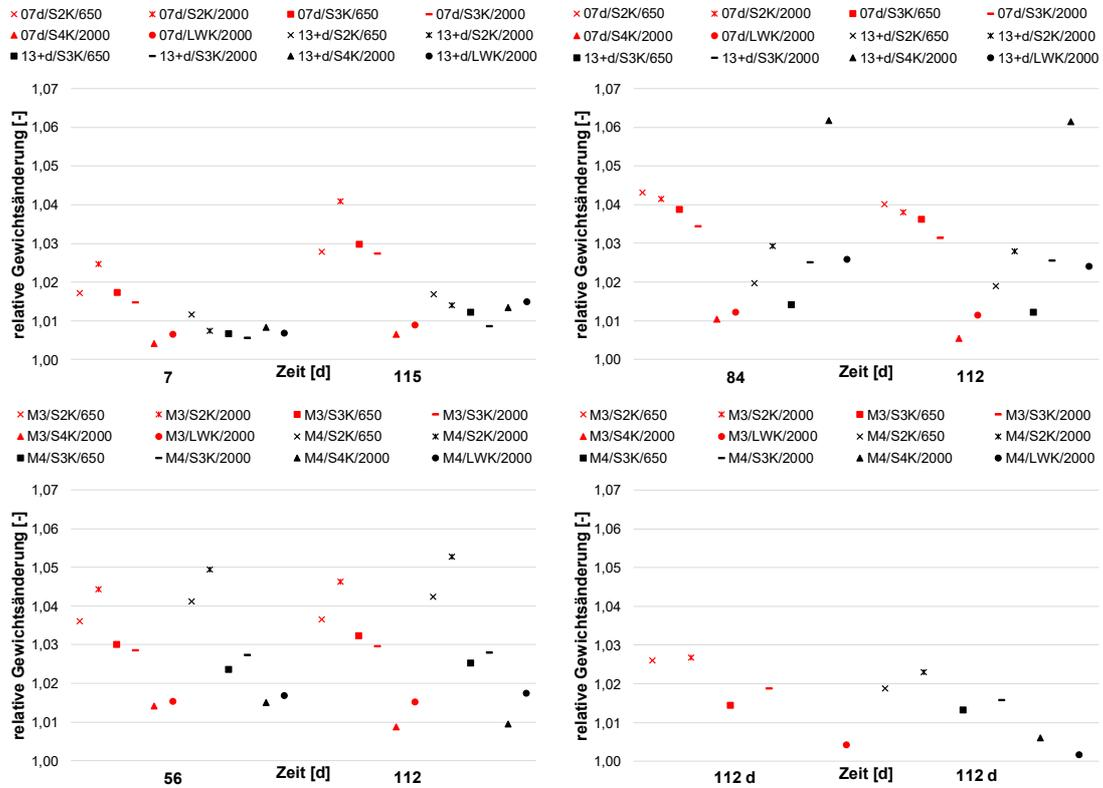 07d/S2K/650 07d/S2K/2000 07d/S3K/650 07d/S3K/2000
07d/S4K/2000 07d/LWK/2000 13+d/S2K/650 13+d/S2K/2000
13+d/S3K/650 13+d/S3K/2000 13+d/S4K/2000 13+d/LWK/2000
relative Gewichtsänderung [-]
1,07
1,06
1,05
1,04
1,03
1,02
1,01
1,00
7 Zeit [d] 115
07d/S2K/650 07d/S2K/2000 07d/S3K/650 07d/S3K/2000
07d/S4K/2000 07d/LWK/2000 13+d/S2K/650 13+d/S2K/2000
13+d/S3K/650 13+d/S3K/2000 13+d/S4K/2000 13+d/LWK/2000
relative Gewichtsänderung [-]
1,07
1,06
1,05
1,04
1,03
1,02
1,01
1,00
84 Zeit [d] 112
M3/S2K/650 M3/S2K/2000 M3/S3K/650 M3/S3K/2000
M3/S4K/2000 M3/LWK/2000 M4/S2K/650 M4/S2K/2000
M4/S3K/650 M4/S3K/2000 M4/S4K/2000 M4/LWK/2000
relative Gewichtsänderung [-]
1,07
1,06
1,05
1,04
1,03
1,02
1,01
1,00
56 Zeit [d] 112
M3/S2K/650 M3/S2K/2000 M3/S3K/650 M3/S3K/2000
M3/S4K/2000 M3/LWK/2000 M4/S2K/650 M4/S2K/2000
M4/S3K/650 M4/S3K/2000 M4/S4K/2000 M4/LWK/2000
relative Gewichtsänderung [-]
1,07
1,06
1,05
1,04
1,03
1,02
1,01
1,00
112 d Zeit [d] 112 d